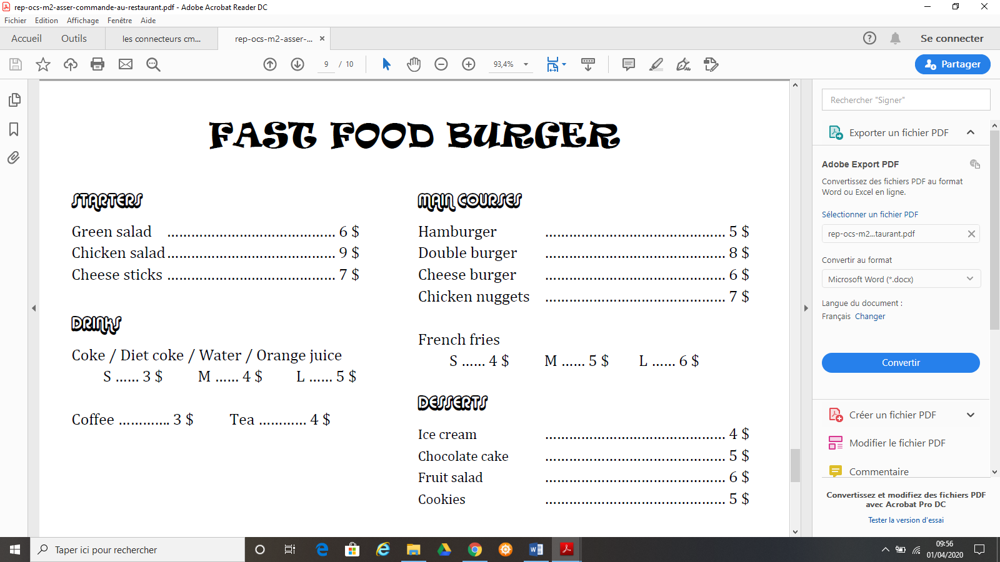 rep-ocs-m2-asser-commande-au-restaurant.pdf - Adobe Acrobat Reader DC
Fichier Edition Affichage Fenêtre Aide
Accueil Outils les connecteurs cm... rep-ocs-m2-asser-... × Se connecter
9 / 10 93,4% Partager
FAST FOOD BURGER
STARTERS
Green salad .......................................... 6 $
Chicken salad .......................................... 9 $
Cheese sticks .......................................... 7 $
DRINKS
Coke / Diet coke / Water / Orange juice
S ...... 3 $ M ...... 4 $ L ...... 5 $
Coffee ............. 3 $ Tea ............ 4 $
MAIN COURSES
Hamburger ............................................. 5 $
Double burger ............................................. 8 $
Cheese burger ............................................. 6 $
Chicken nuggets ............................................. 7 $
French fries
S ...... 4 $ M ...... 5 $ L ...... 6 $
DESSERTS
Ice cream ............................................. 4 $
Chocolate cake ............................................. 5 $
Fruit salad ............................................. 6 $
Cookies ............................................. 5 $
Rechercher "Signer"
Exporter un fichier PDF
Adobe Export PDF
Convertissez des fichiers PDF au format
Word ou Excel en ligne.
Sélectionner un fichier PDF
rep-ocs-m2...taurant.pdf
Convertir au format
Microsoft Word (*.docx)
Langue du document :
Français Changer
Convertir
Créer un fichier PDF
Modifier le fichier PDF
Commentaire
Convertissez et modifiez des fichiers PDF
avec Acrobat Pro DC
Tester la version d'essai
Taper ici pour rechercher
09:56
01/04/2020